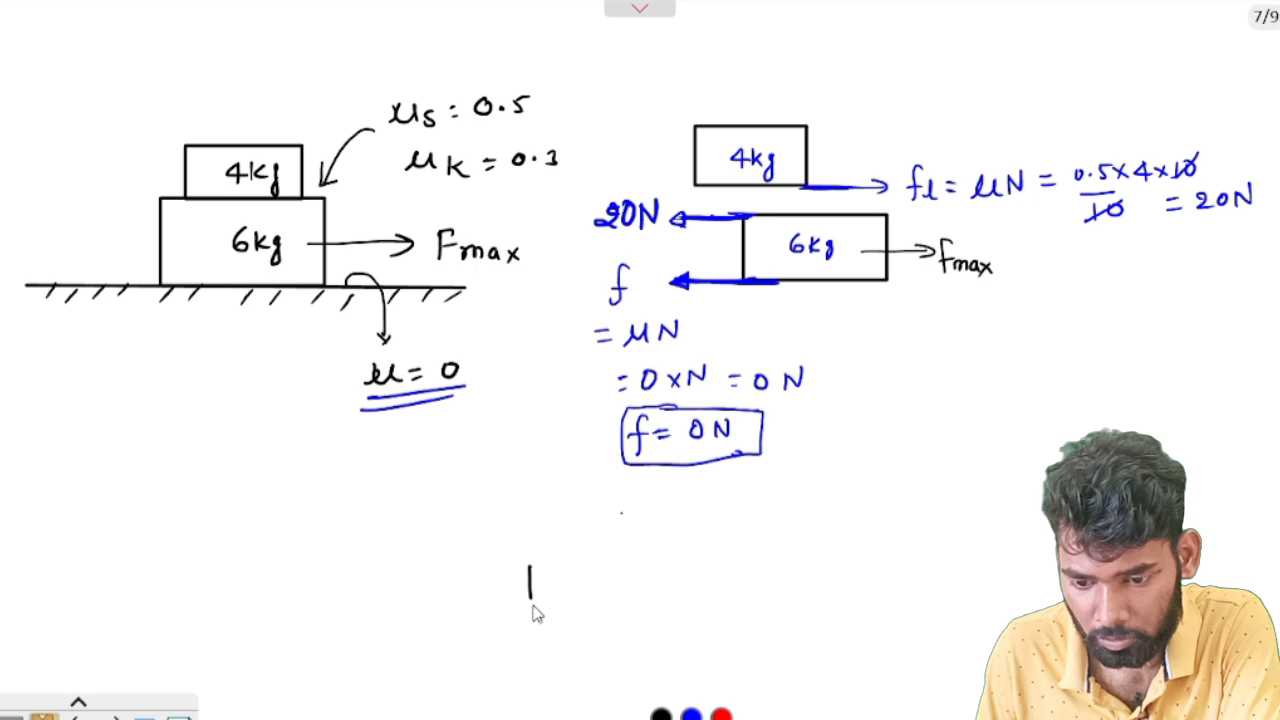 7/9
μs = 0.5
μK = 0.3
4kg
6kg
Fmax
μ = 0
4kg
fl = μN = 0.5×4×10 = 20N
10
20N
6kg
fmax
f
= μN
= 0×N = 0 N
f = 0 N